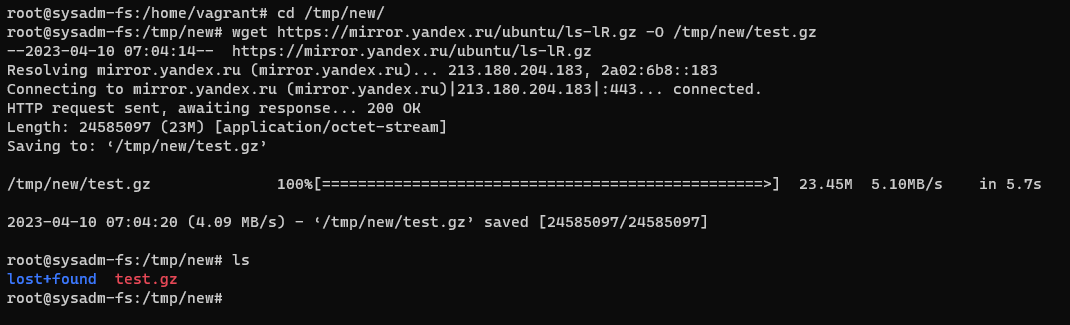 root@sysadm-fs:/home/vagrant# cd /tmp/new/
root@sysadm-fs:/tmp/new# wget https://mirror.yandex.ru/ubuntu/ls-lR.gz -O /tmp/new/test.gz
--2023-04-10 07:04:14--  https://mirror.yandex.ru/ubuntu/ls-lR.gz
Resolving mirror.yandex.ru (mirror.yandex.ru)... 213.180.204.183, 2a02:6b8::183
Connecting to mirror.yandex.ru (mirror.yandex.ru)|213.180.204.183|:443... connected.
HTTP request sent, awaiting response... 200 OK
Length: 24585097 (23M) [application/octet-stream]
Saving to: ‘/tmp/new/test.gz’
/tmp/new/test.gz              100%[=================================================>]  23.45M  5.10MB/s    in 5.7s
2023-04-10 07:04:20 (4.09 MB/s) - ‘/tmp/new/test.gz’ saved [24585097/24585097]
root@sysadm-fs:/tmp/new# ls
lost+found  test.gz
root@sysadm-fs:/tmp/new#